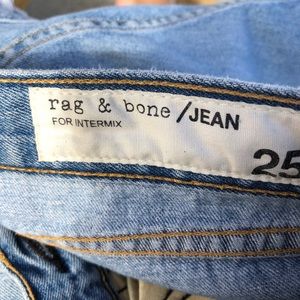 rag & bone /JEAN
FOR INTERMIX
25